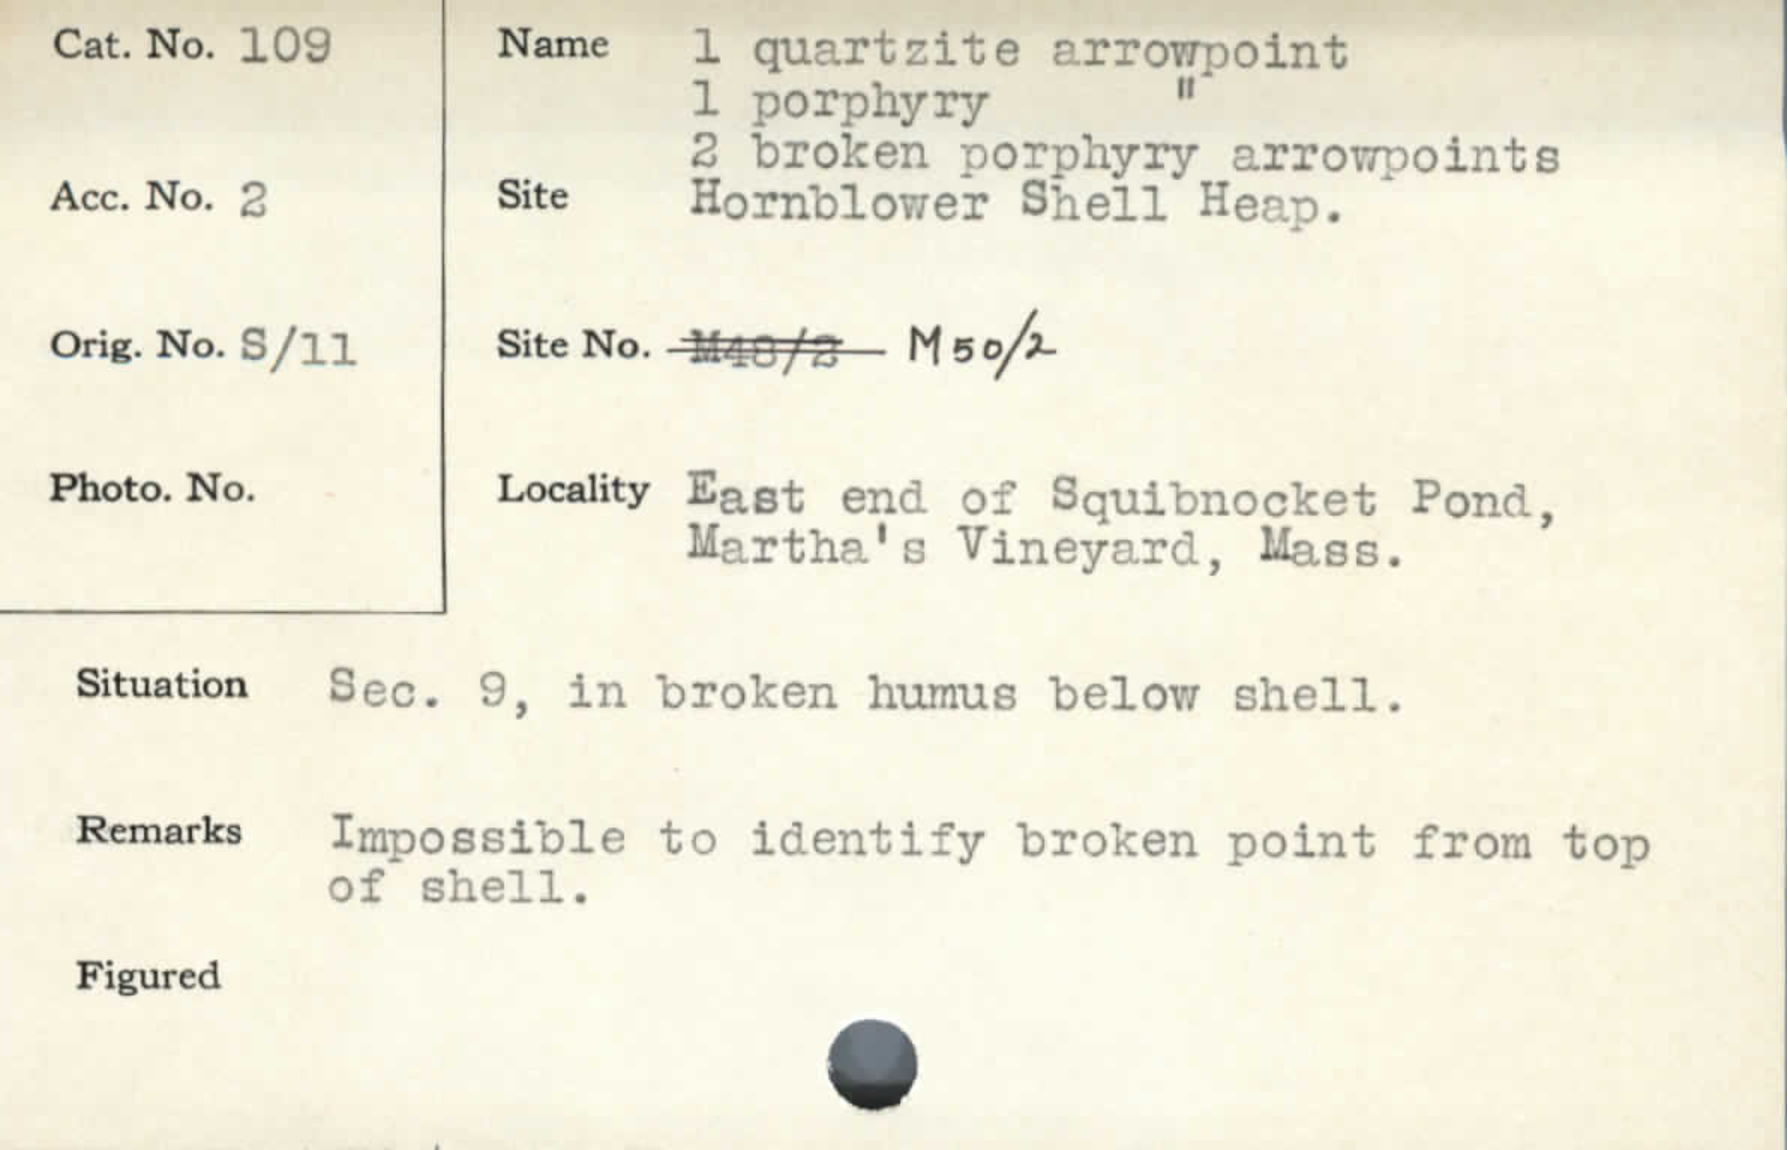 Cat. No. 109
Name 1 quartzite arrowpoint
1 porphyry "
2 broken porphyry arrowpoints
Acc. No. 2
Site Hornblower Shell Heap.
Orig. No. S/11
Site No. M48/2 M50/2
Photo. No.
Locality East end of Squibnocket Pond,
Martha's Vineyard, Mass.
Situation Sec. 9, in broken humus below shell.
Remarks Impossible to identify broken point from top
of shell.
Figured